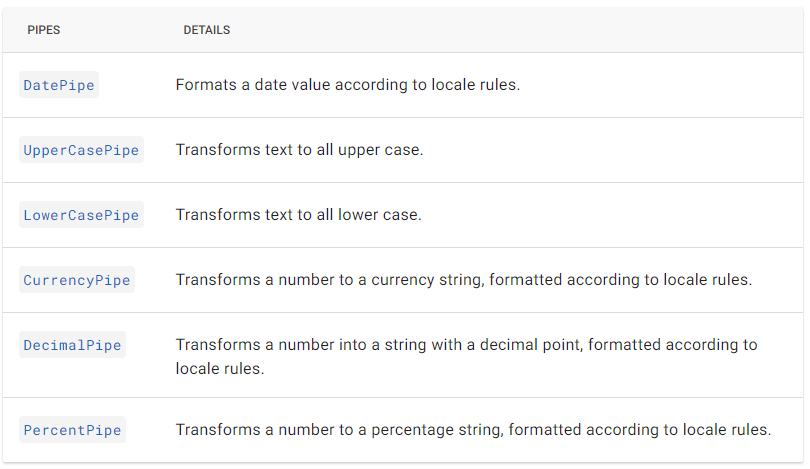 PIPES DETAILS
DatePipe Formats a date value according to locale rules.
UpperCasePipe Transforms text to all upper case.
LowerCasePipe Transforms text to all lower case.
CurrencyPipe Transforms a number to a currency string, formatted according to locale rules.
DecimalPipe Transforms a number into a string with a decimal point, formatted according to
locale rules.
PercentPipe Transforms a number to a percentage string, formatted according to locale rules.